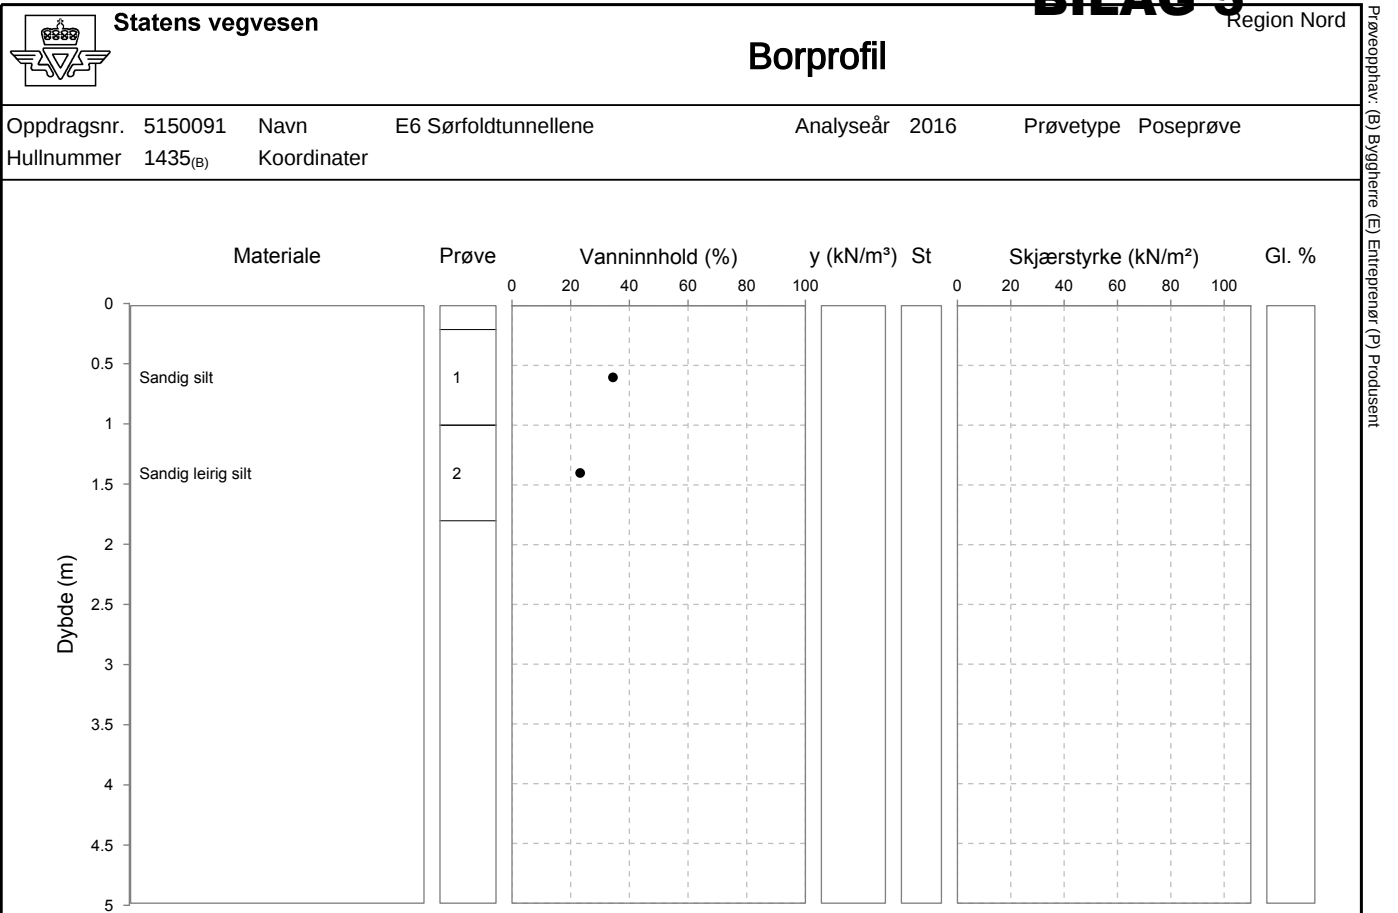 BILAG 5
Statens vegvesen
Region Nord
Borprofil
Oppdragsnr. 5150091 Navn E6 Sørfoldtunnellene Analyseår 2016 Prøvetype Poseprøve
Hullnummer 1435(B) Koordinater
Materiale Prøve Vanninnhold (%) y (kN/m³) St Skjærstyrke (kN/m²) Gl. %
0 20 40 60 80 100 0 20 40 60 80 100
0
0.5
Sandig silt 1
1
Sandig leirig silt 2
1.5
2
2.5
3
3.5
4
4.5
5
Dybde (m)
Prøveopphav: (B) Byggherre (E) Entreprenør (P) Produsent